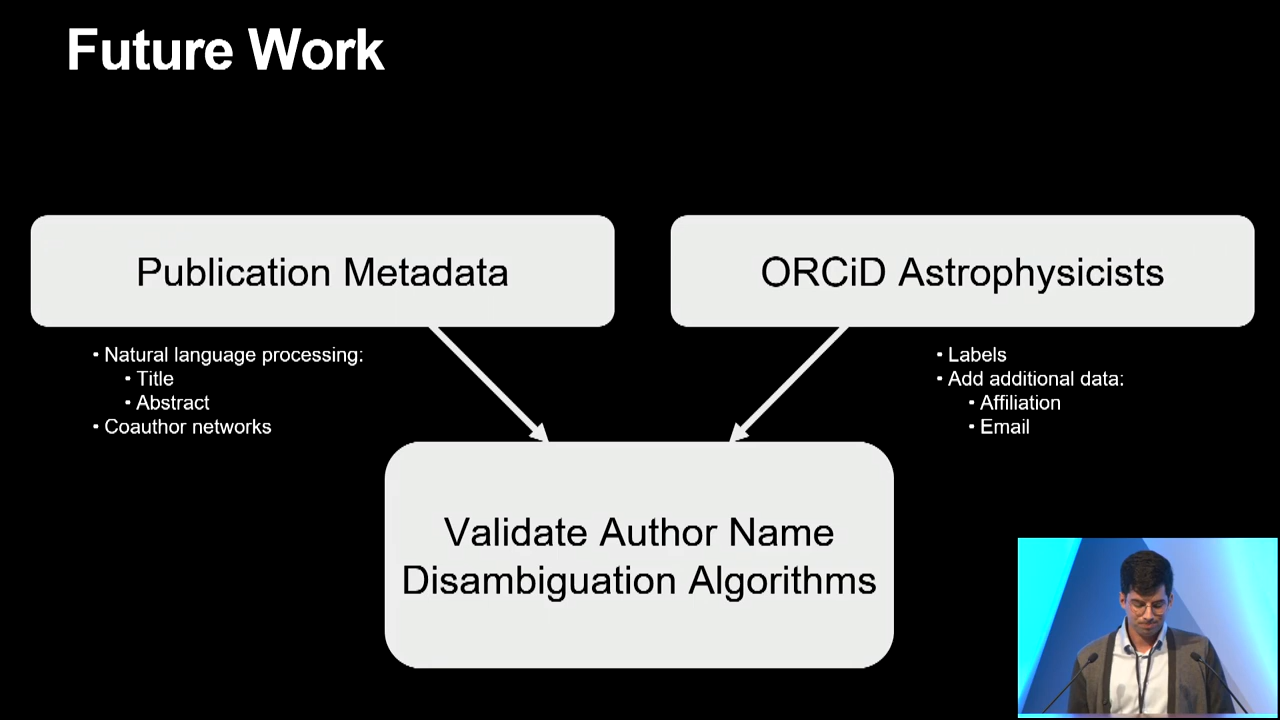 Future Work
Publication Metadata
ORCiD Astrophysicists
• Natural language processing:
• Title
• Abstract
• Coauthor networks
• Labels
• Add additional data:
• Affiliation
• Email
Validate Author Name
Disambiguation Algorithms